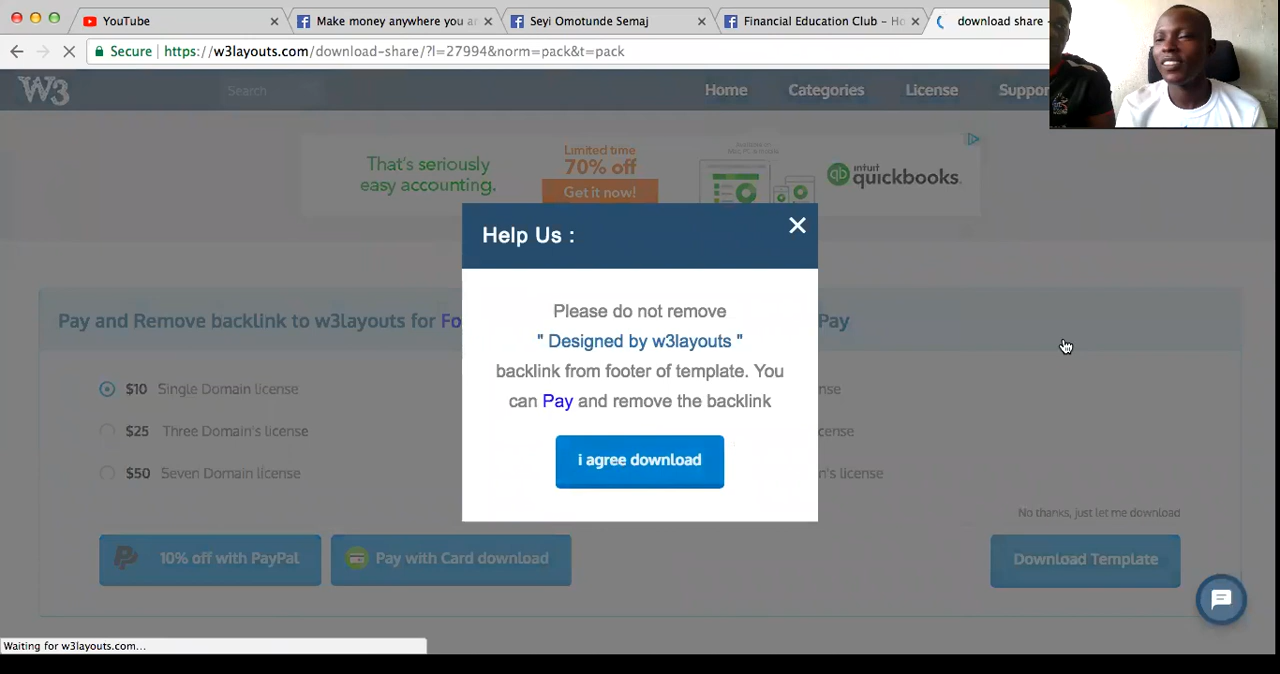 YouTube
Make money anywhere you a
Seyi Omotunde Semaj
Financial Education Club - Ho
download share -
Secure https://w3layouts.com/download-share/?l=27994&norm=pack&t=pack
W3
Search
Home
Categories
License
Suppor
That's seriously
easy accounting.
Limited time
70% off
Get it now!
intuit
quickbooks.
Help Us :
Please do not remove
" Designed by w3layouts "
backlink from footer of template. You
can Pay and remove the backlink
i agree download
Pay and Remove backlink to w3layouts for Fo
Pay
$10 Single Domain license
nse
$25 Three Domain's license
cense
$50 Seven Domain license
n's license
No thanks, just let me download
10% off with PayPal
Pay with Card download
Download Template
Waiting for w3layouts.com...